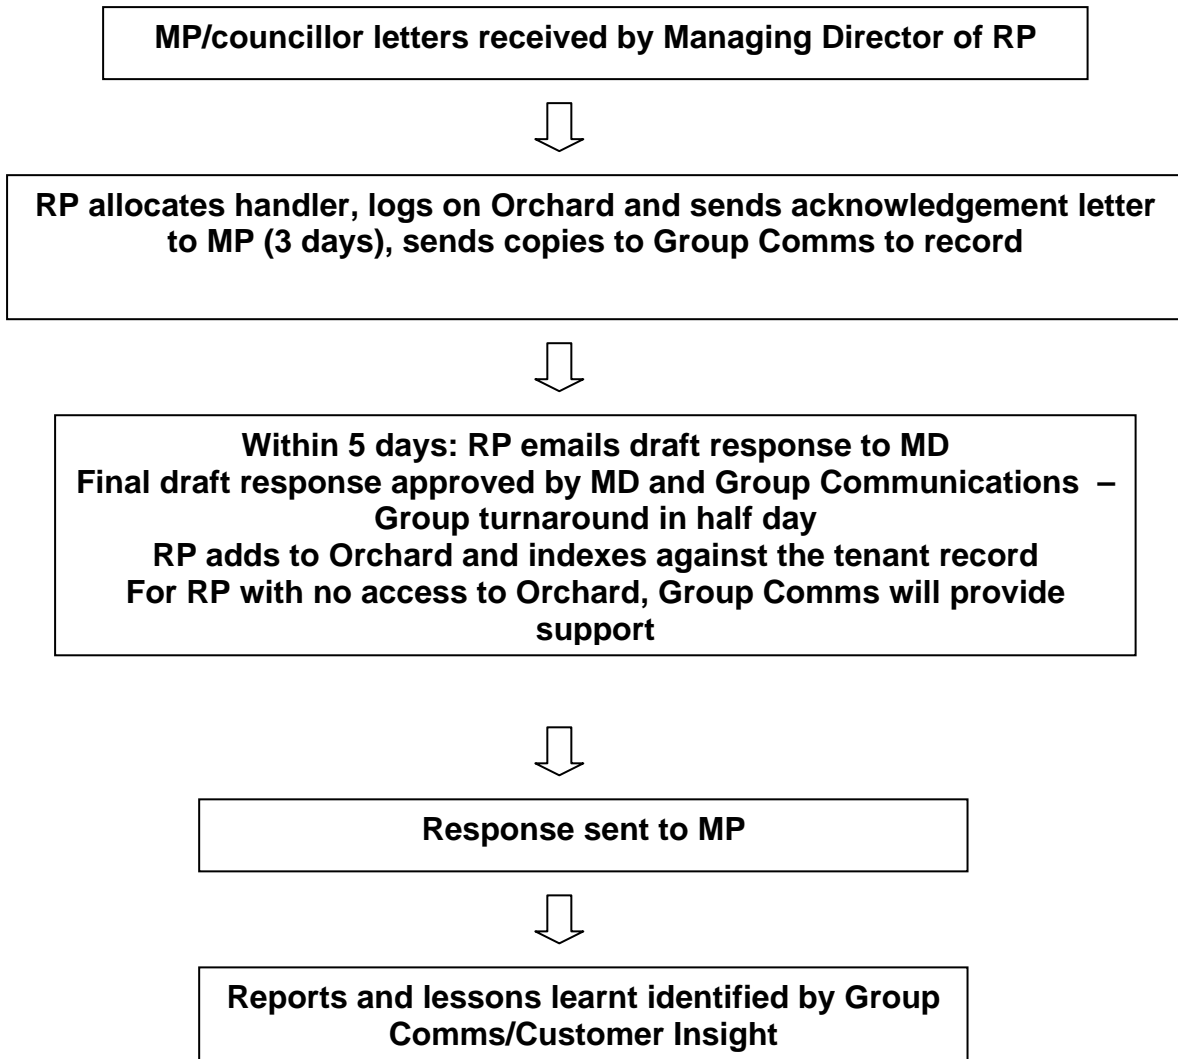 MP/councillor letters received by Managing Director of RP
RP allocates handler, logs on Orchard and sends acknowledgement letter
to MP (3 days), sends copies to Group Comms to record
Within 5 days: RP emails draft response to MD
Final draft response approved by MD and Group Communications –
Group turnaround in half day
RP adds to Orchard and indexes against the tenant record
For RP with no access to Orchard, Group Comms will provide
support
Response sent to MP
Reports and lessons learnt identified by Group
Comms/Customer Insight